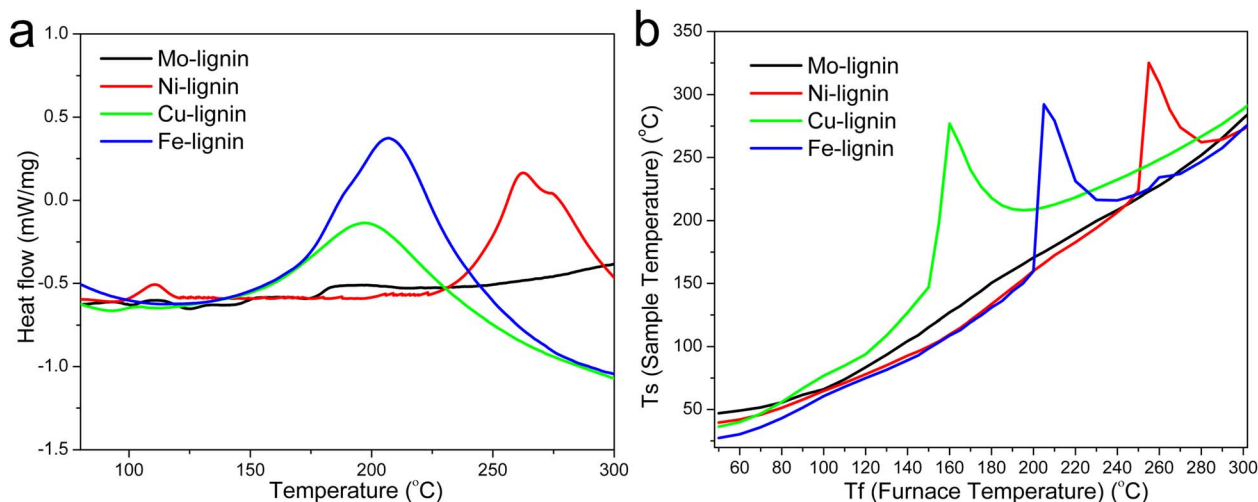 a
1.0
0.5
0.0
-0.5
-1.0
-1.5
Heat flow (mW/mg)
Mo-lignin
Ni-lignin
Cu-lignin
Fe-lignin
100 150 200 250 300
Temperature (°C)
b
350
300
250
200
150
100
50
Ts (Sample Temperature) (°C)
Mo-lignin
Ni-lignin
Cu-lignin
Fe-lignin
60 80 100 120 140 160 180 200 220 240 260 280 300
Tf (Furnace Temperature) (°C)